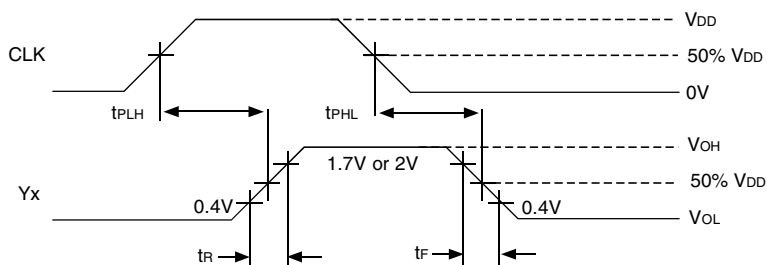 VDD
CLK
50% VDD
0V
tPLH
tPHL
VOH
1.7V or 2V
Yx
50% VDD
0.4V
0.4V
VOL
tR
tF